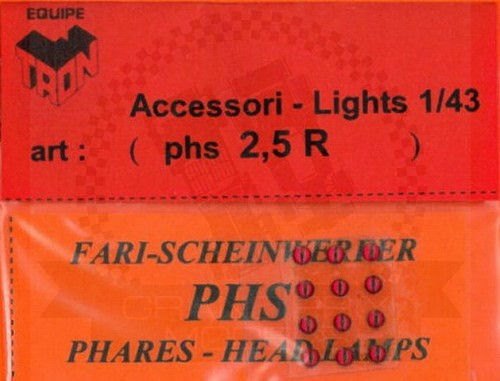 EQUIPE
TRON
Accessori - Lights 1/43
art : ( phs 2,5 R )
FARI-SCHEINWERFER
PHS
PHARES - HEAD LAMPS